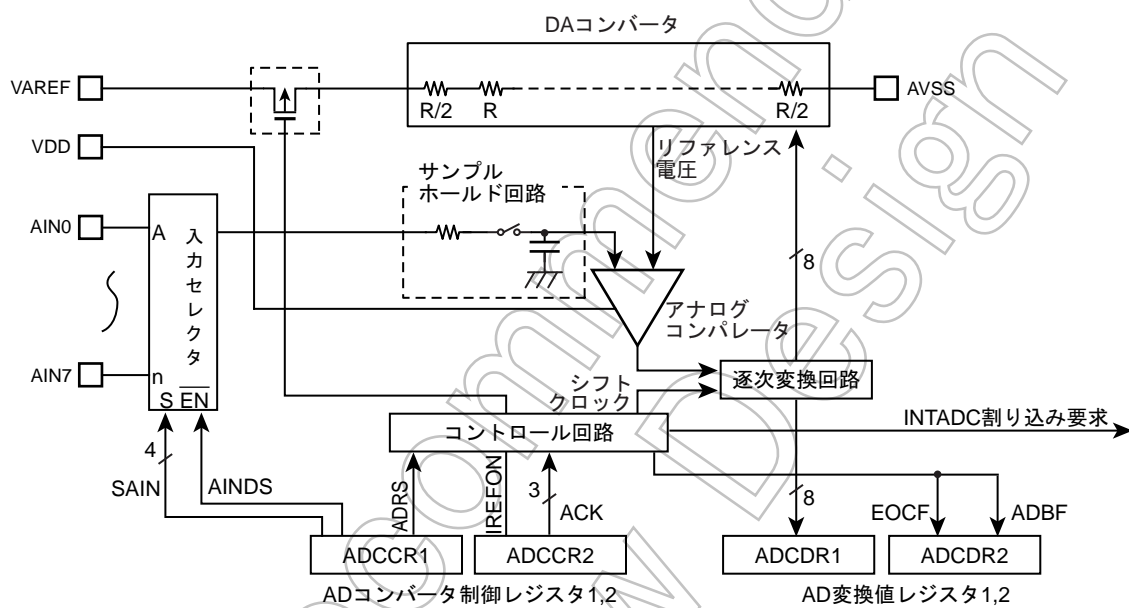 DAコンバータ
VAREF
AVSS
R/2
R
R/2
VDD
リファレンス
電圧
サンプル
ホールド回路
AIN0
A
入力セレクタ
8
アナログ
コンパレータ
AIN7
n
S EN
シフト
クロック
逐次変換回路
コントロール回路
INTADC割り込み要求
4
SAIN
AINDS
ADRS
IREFON
3
ACK
8
EOCF
ADBF
ADCCR1
ADCCR2
ADCDR1
ADCDR2
ADコンバータ制御レジスタ1,2
AD変換値レジスタ1,2